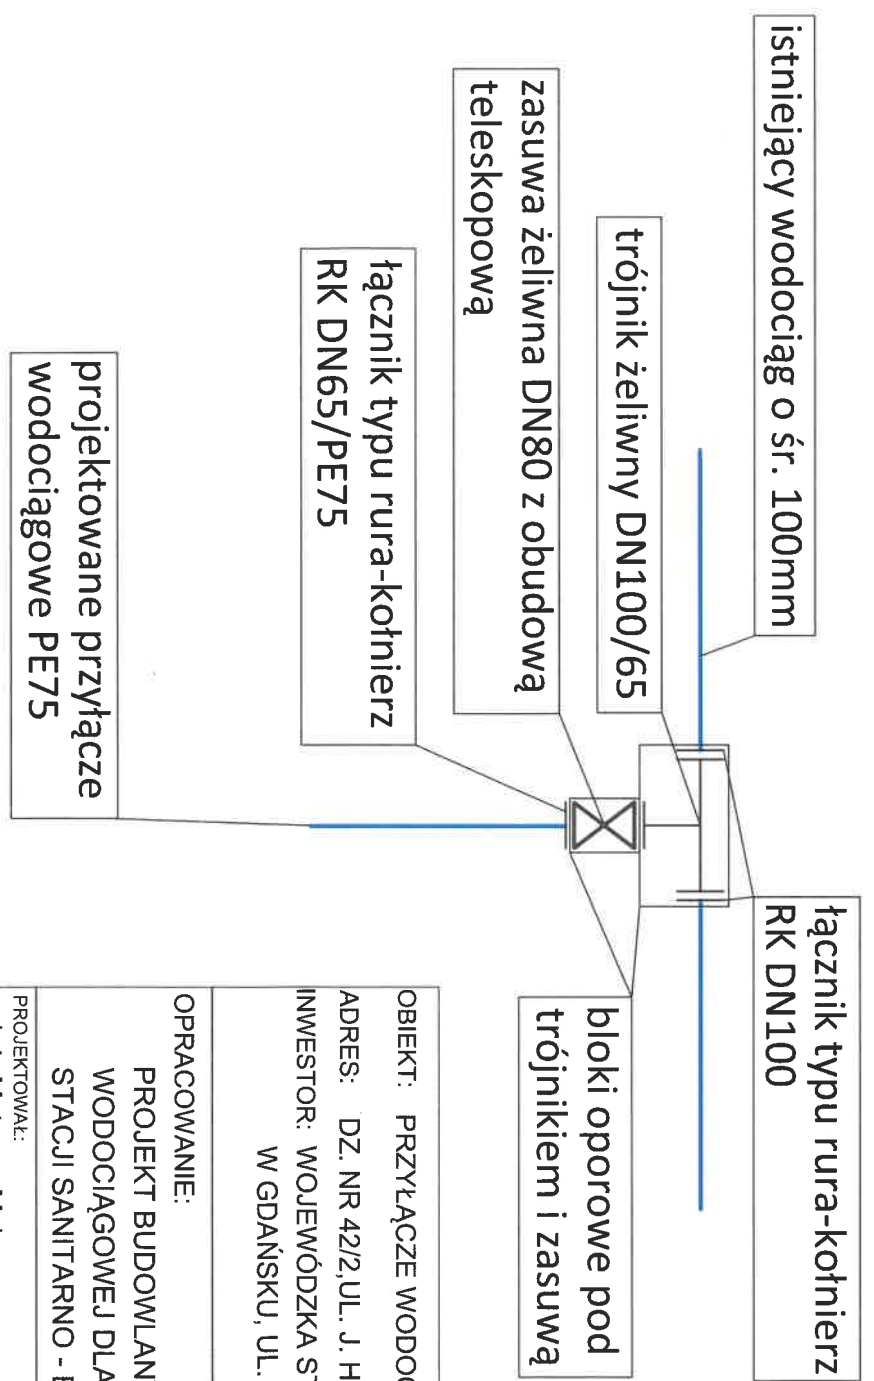 istniejący wodociąg o śr. 100mm
łącznik typu rura-kołnierz
RK DN100
trójnik żeliwny DN100/65
zasuwa żeliwna DN80 z obudową
teleskopową
bloki oporowe pod
trójnikiem i zasuwą
łącznik typu rura-kołnierz
RK DN65/PE75
projektowane przyłącze
wodociągowe PE75
OBIEKT: PRZYŁĄCZE WODOC
ADRES: DZ. NR 42/2,UL. J. H
INWESTOR: WOJEWÓDZKA ST
W GDAŃSKU, UL.
OPRACOWANIE:
PROJEKT BUDOWLAN
WODOCIĄGOWEJ DLA
STACJI SANITARNO - E
PROJEKTOWAŁ: